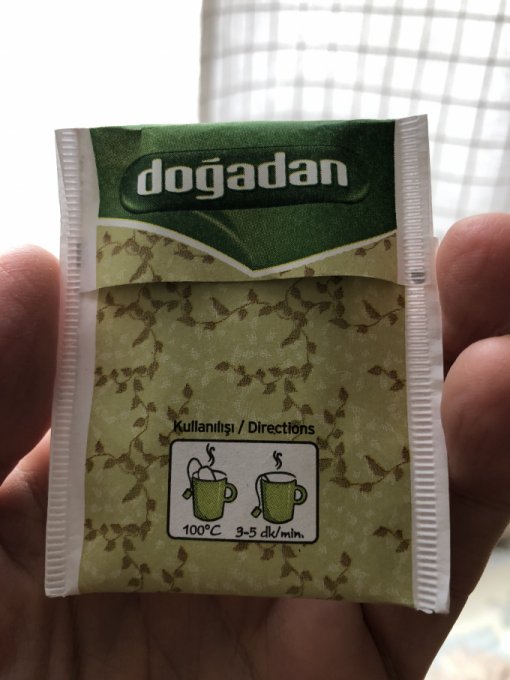 doğadan
Kullanılışı / Directions
100°C 3-5 dk/min.